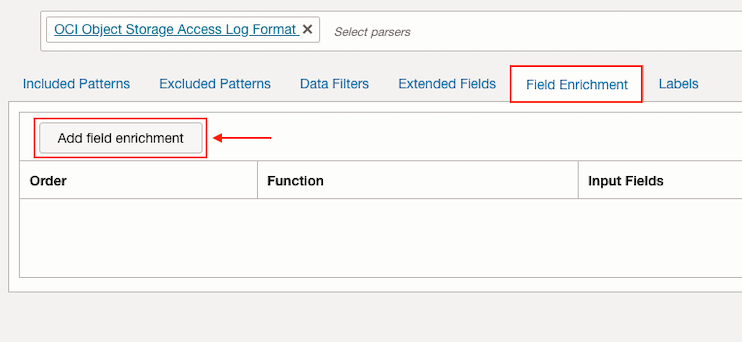 OCI Object Storage Access Log Format ✕ Select parsers
Included Patterns Excluded Patterns Data Filters Extended Fields Field Enrichment Labels
Add field enrichment
Order Function Input Fields